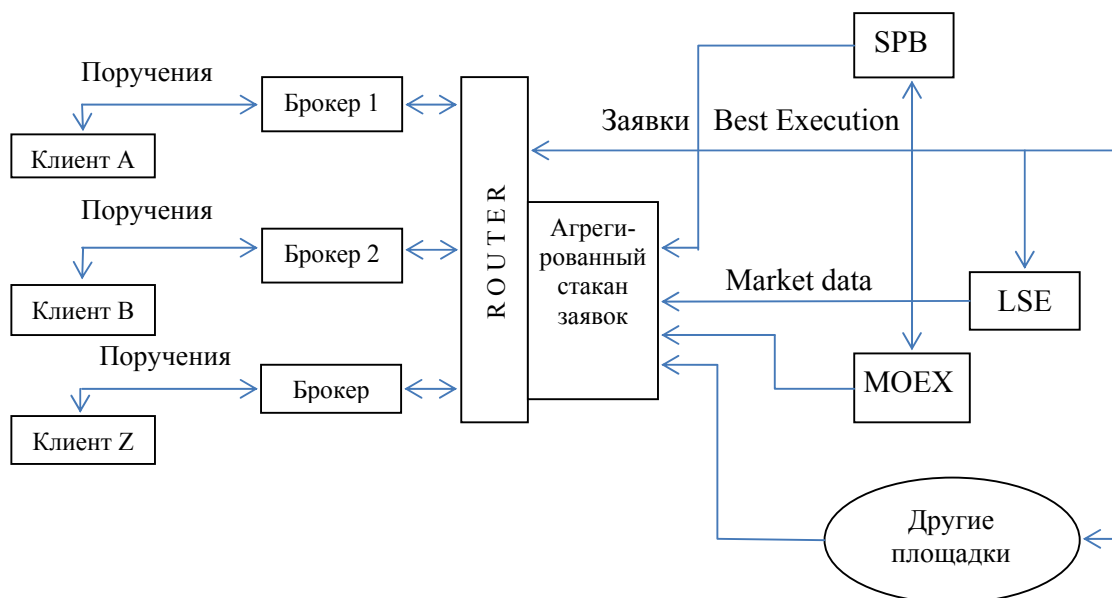 SPB
Поручения
Брокер 1
Заявки
Best Execution
Клиент A
Поручения
R O U T E R
Агреги-
рованный
стакан
заявок
Брокер 2
Market data
LSE
Клиент B
Поручения
Брокер
MOEX
Клиент Z
Другие
площадки